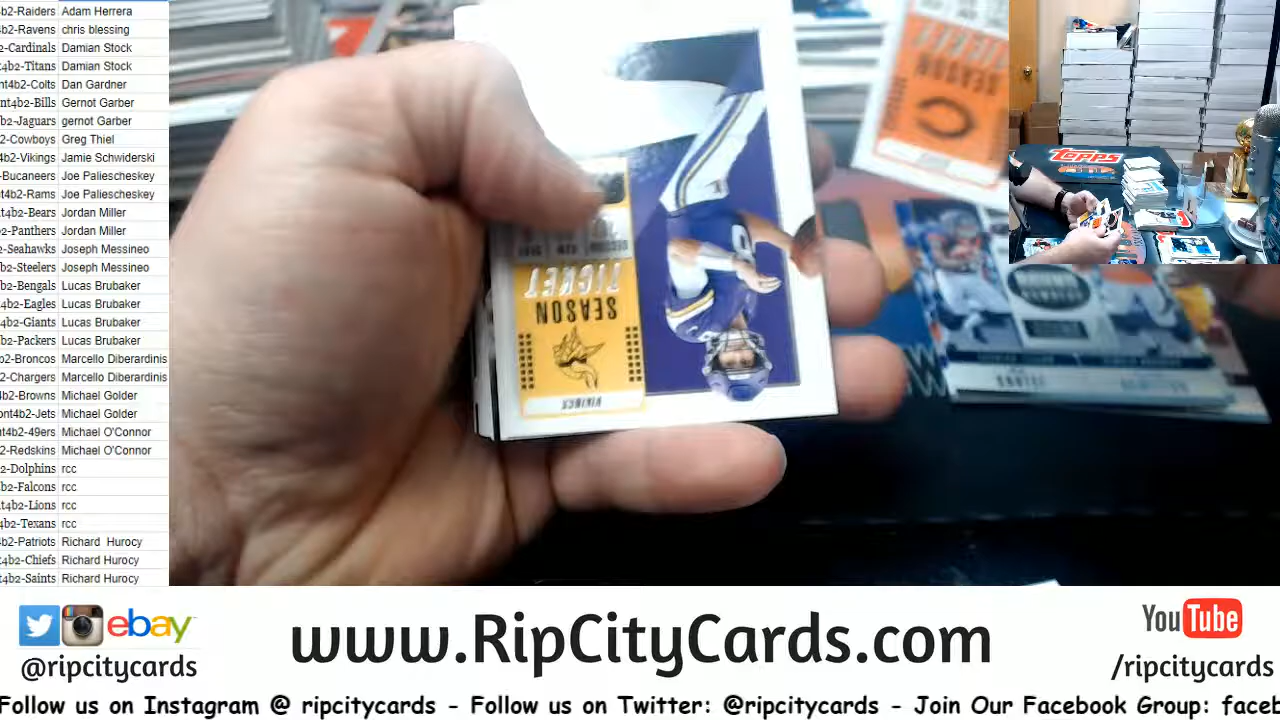 4b2-Raiders Adam Herrera
4b2-Ravens chris blessing
2-Cardinals Damian Stock
t4b2-Titans Damian Stock
nt4b2-Colts Dan Gardner
nt4b2-Bills Gernot Garber
b2-Jaguars gernot Garber
2-Cowboys Greg Thiel
4b2-Vikings Jamie Schwiderski
-Bucaneers Joe Paliescheskey
t4b2-Rams Joe Paliescheskey
nt4b2-Bears Jordan Miller
2-Panthers Jordan Miller
2-Seahawks Joseph Messineo
b2-Steelers Joseph Messineo
b2-Bengals Lucas Brubaker
4b2-Eagles Lucas Brubaker
t4b2-Giants Lucas Brubaker
b2-Packers Lucas Brubaker
b2-Broncos Marcello Diberardinis
2-Chargers Marcello Diberardinis
4b2-Browns Michael Golder
ont4b2-Jets Michael Golder
nt4b2-49ers Michael O'Connor
2-Redskins Michael O'Connor
2-Dolphins rcc
b2-Falcons rcc
t4b2-Lions rcc
4b2-Texans rcc
b2-Patriots Richard Hurocy
4b2-Chiefs Richard Hurocy
t4b2-Saints Richard Hurocy
SEASON
TICKET
VIKINGS
SEASON
TICKET
TOPPS
ebay
@ripcitycards
www.RipCityCards.com
YouTube
/ripcitycards
Follow us on Instagram @ ripcitycards - Follow us on Twitter: @ripcitycards - Join Our Facebook Group: faceb